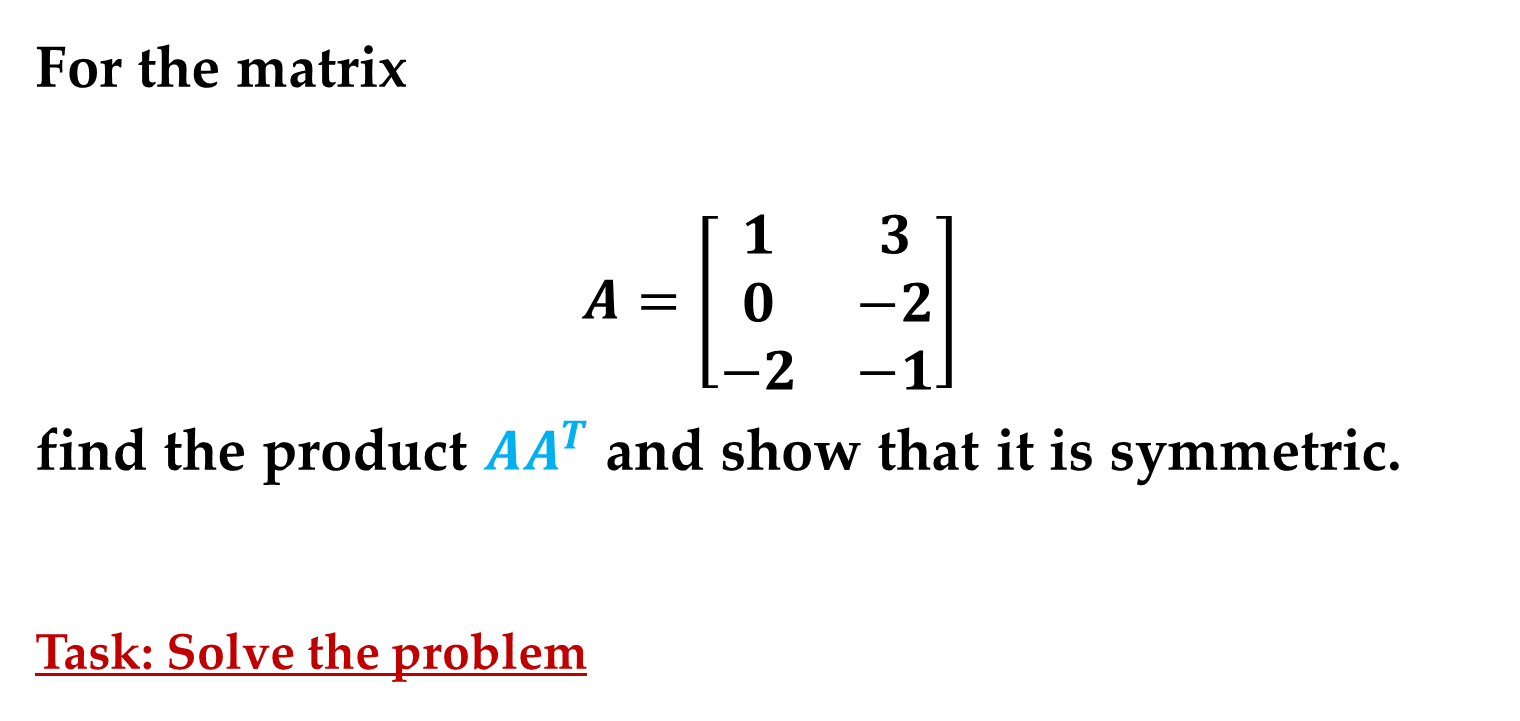 For the matrix
A = [1 3
0 −2
−2 −1]
find the product AAᵀ and show that it is symmetric.
Task: Solve the problem